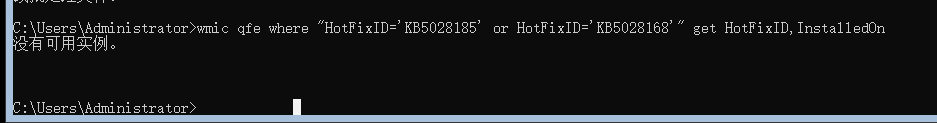 C:\Users\Administrator>wmic qfe where "HotFixID='KB5028185' or HotFixID='KB5028168'" get HotFixID,InstalledOn
没有可用实例。
C:\Users\Administrator>